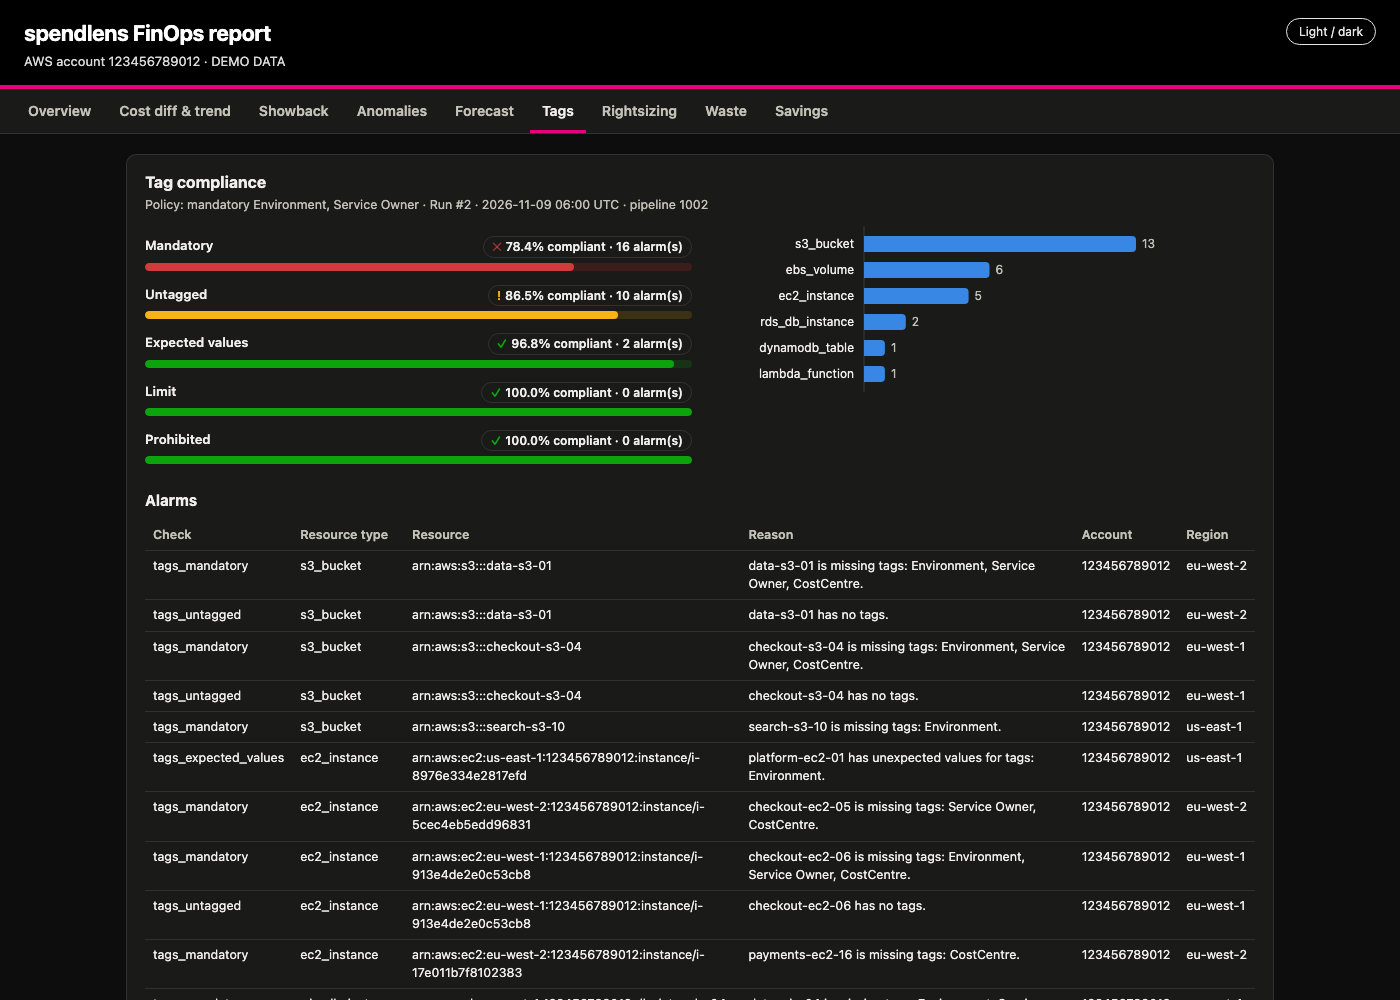 spendlens FinOps report
AWS account 123456789012 · DEMO DATA
Light / dark
Overview
Cost diff & trend
Showback
Anomalies
Forecast
Tags
Rightsizing
Waste
Savings
Tag compliance
Policy: mandatory Environment, Service Owner · Run #2 · 2026-11-09 06:00 UTC · pipeline 1002
Mandatory
✕ 78.4% compliant · 16 alarm(s)
Untagged
! 86.5% compliant · 10 alarm(s)
Expected values
✓ 96.8% compliant · 2 alarm(s)
Limit
✓ 100.0% compliant · 0 alarm(s)
Prohibited
✓ 100.0% compliant · 0 alarm(s)
s3_bucket 13
ebs_volume 6
ec2_instance 5
rds_db_instance 2
dynamodb_table 1
lambda_function 1
Alarms
Check Resource type Resource Reason Account Region
tags_mandatory s3_bucket arn:aws:s3:::data-s3-01 data-s3-01 is missing tags: Environment, Service 123456789012 eu-west-2
Owner, CostCentre.
tags_untagged s3_bucket arn:aws:s3:::data-s3-01 data-s3-01 has no tags. 123456789012 eu-west-2
tags_mandatory s3_bucket arn:aws:s3:::checkout-s3-04 checkout-s3-04 is missing tags: Environment, Service 123456789012 eu-west-1
Owner, CostCentre.
tags_untagged s3_bucket arn:aws:s3:::checkout-s3-04 checkout-s3-04 has no tags. 123456789012 eu-west-1
tags_mandatory s3_bucket arn:aws:s3:::search-s3-10 search-s3-10 is missing tags: Environment. 123456789012 us-east-1
tags_expected_values ec2_instance arn:aws:ec2:us-east-1:123456789012:instance/i- platform-ec2-01 has unexpected values for tags: 123456789012 us-east-1
8976e334e2817efd Environment.
tags_mandatory ec2_instance arn:aws:ec2:eu-west-2:123456789012:instance/i- checkout-ec2-05 is missing tags: Service Owner, 123456789012 eu-west-2
5cec4eb5edd96831 CostCentre.
tags_mandatory ec2_instance arn:aws:ec2:eu-west-1:123456789012:instance/i- checkout-ec2-06 is missing tags: Environment, 123456789012 eu-west-1
913e4de2e0c53cb8 Service Owner, CostCentre.
tags_untagged ec2_instance arn:aws:ec2:eu-west-1:123456789012:instance/i- checkout-ec2-06 has no tags. 123456789012 eu-west-1
913e4de2e0c53cb8
tags_mandatory ec2_instance arn:aws:ec2:eu-west-2:123456789012:instance/i- payments-ec2-16 is missing tags: CostCentre. 123456789012 eu-west-2
17e011b7f8102383